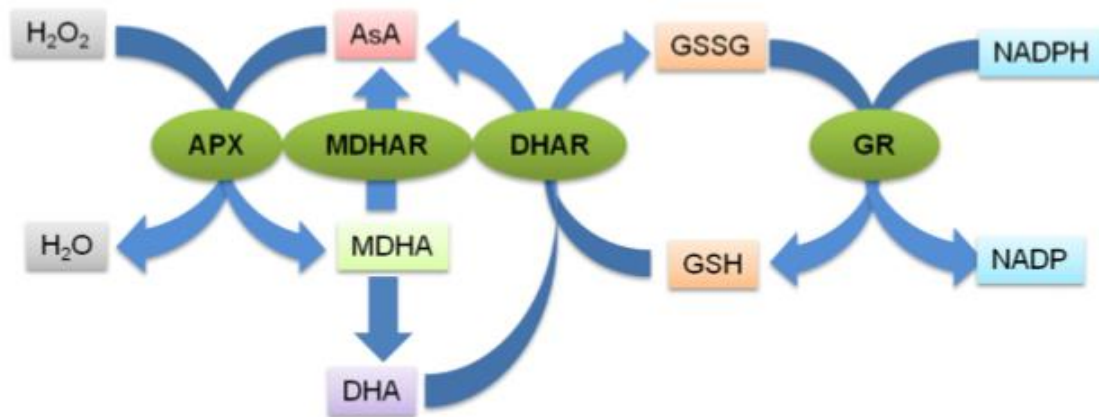 H₂O₂
AsA
GSSG
NADPH
APX
MDHAR
DHAR
GR
H₂O
MDHA
GSH
NADP
DHA